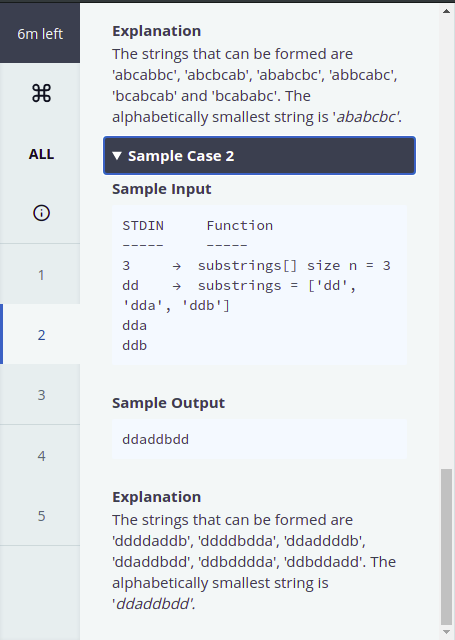 6m left
⌘
ALL
1
2
3
4
5
Explanation
The strings that can be formed are
'abcabbc', 'abcbcab', 'ababcbc', 'abbcabc',
'bcabcab' and 'bcababc'. The
alphabetically smallest string is 'ababcbc'.
▼ Sample Case 2
Sample Input
STDIN Function
----- -----
3 → substrings[] size n = 3
dd → substrings = ['dd',
'dda', 'ddb']
dda
ddb
Sample Output
ddaddbdd
Explanation
The strings that can be formed are
'ddddaddb', 'ddddbdda', 'ddaddddb',
'ddaddbdd', 'ddbdddda', 'ddbddadd'. The
alphabetically smallest string is
'ddaddbdd'.